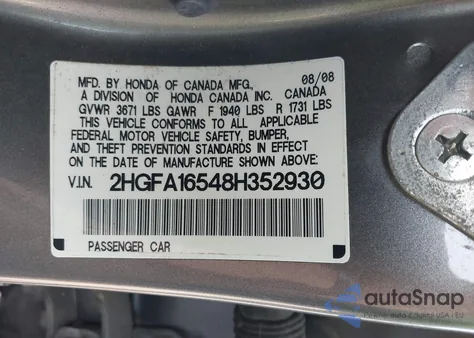 MFD. BY HONDA OF CANADA MFG., 08/08
A DIVISION OF HONDA CANADA INC. CANADA
GVWR 3671 LBS GAWR F 1940 LBS R 1731 LBS
THIS VEHICLE CONFORMS TO ALL APPLICABLE
FEDERAL MOTOR VEHICLE SAFETY, BUMPER,
AND THEFT PREVENTION STANDARDS IN EFFECT
ON THE DATE OF MANUFACTURE SHOWN ABOVE.
V.I.N. 2HGFA16548H352930
PASSENGER CAR
autoSnap